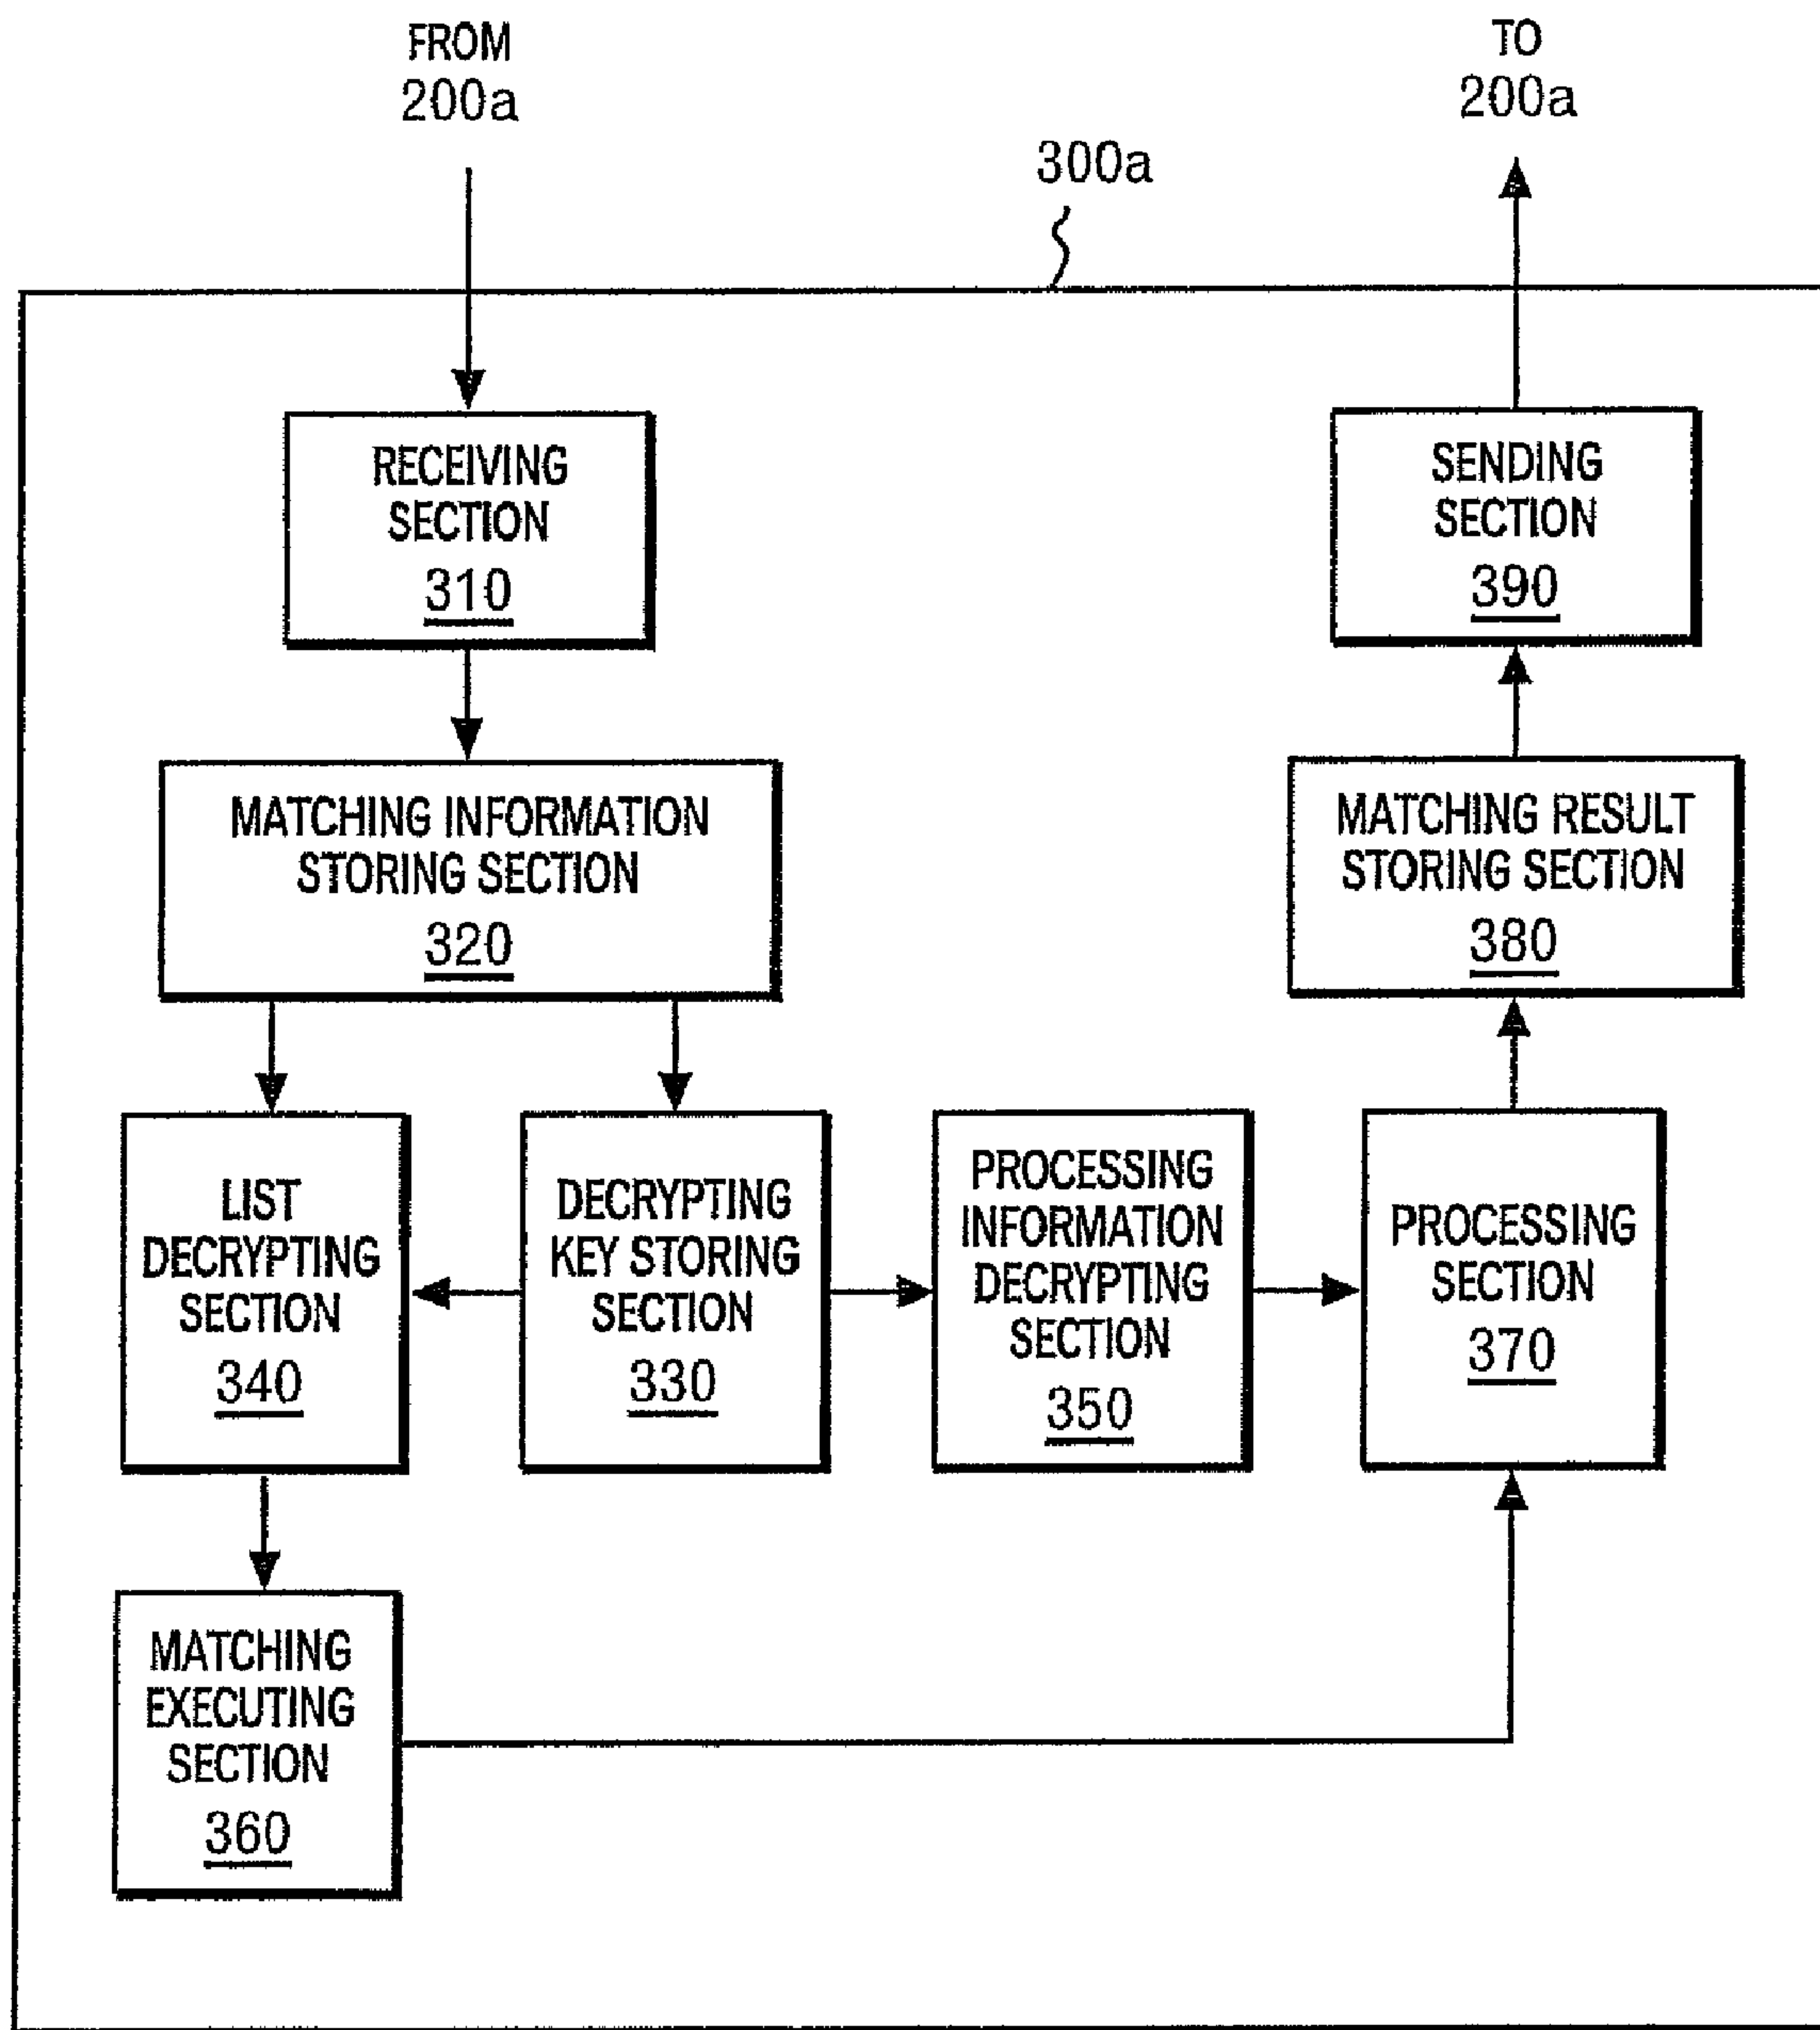 FROM
200a
TO
200a
300a
RECEIVING
SECTION
310
SENDING
SECTION
390
MATCHING INFORMATION
STORING SECTION
320
MATCHING RESULT
STORING SECTION
380
LIST
DECRYPTING
SECTION
340
DECRYPTING
KEY STORING
SECTION
330
PROCESSING
INFORMATION
DECRYPTING
SECTION
350
PROCESSING
SECTION
370
MATCHING
EXECUTING
SECTION
360